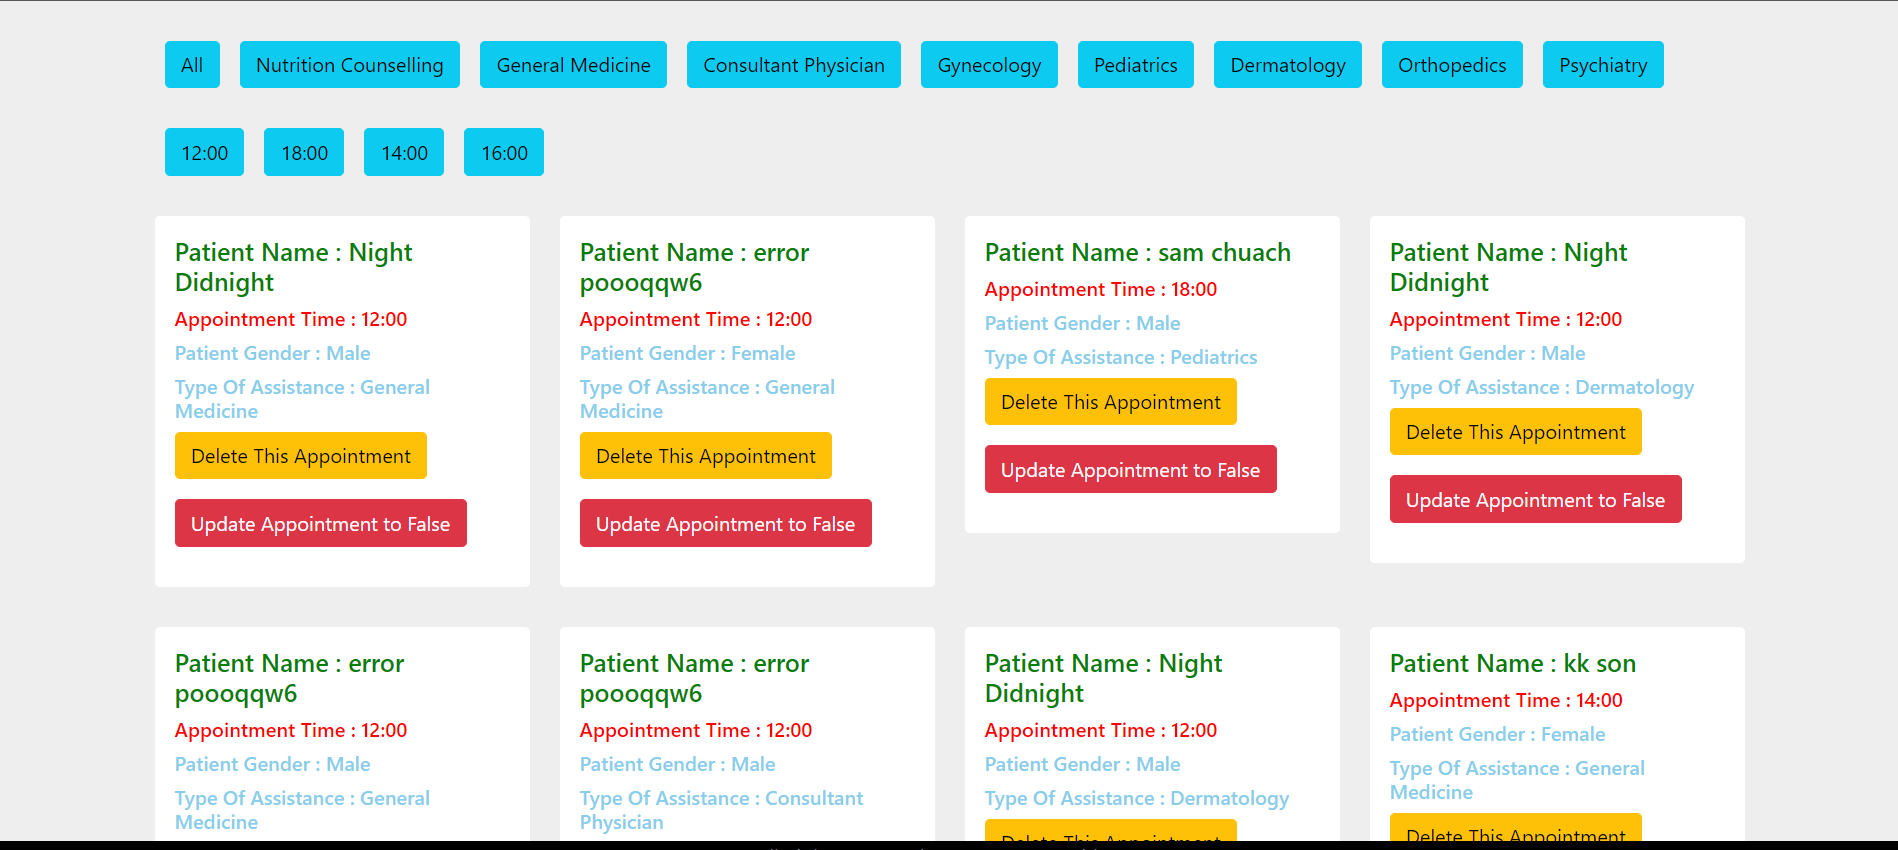 All
Nutrition Counselling
General Medicine
Consultant Physician
Gynecology
Pediatrics
Dermatology
Orthopedics
Psychiatry
12:00
18:00
14:00
16:00
Patient Name : Night
Didnight
Appointment Time : 12:00
Patient Gender : Male
Type Of Assistance : General
Medicine
Delete This Appointment
Update Appointment to False
Patient Name : error
poooqqw6
Appointment Time : 12:00
Patient Gender : Female
Type Of Assistance : General
Medicine
Delete This Appointment
Update Appointment to False
Patient Name : sam chuach
Appointment Time : 18:00
Patient Gender : Male
Type Of Assistance : Pediatrics
Delete This Appointment
Update Appointment to False
Patient Name : Night
Didnight
Appointment Time : 12:00
Patient Gender : Male
Type Of Assistance : Dermatology
Delete This Appointment
Update Appointment to False
Patient Name : error
poooqqw6
Appointment Time : 12:00
Patient Gender : Male
Type Of Assistance : General
Medicine
Patient Name : error
poooqqw6
Appointment Time : 12:00
Patient Gender : Male
Type Of Assistance : Consultant
Physician
Patient Name : Night
Didnight
Appointment Time : 12:00
Patient Gender : Male
Type Of Assistance : Dermatology
Delete This Appointment
Patient Name : kk son
Appointment Time : 14:00
Patient Gender : Female
Type Of Assistance : General
Medicine
Delete This Appointment